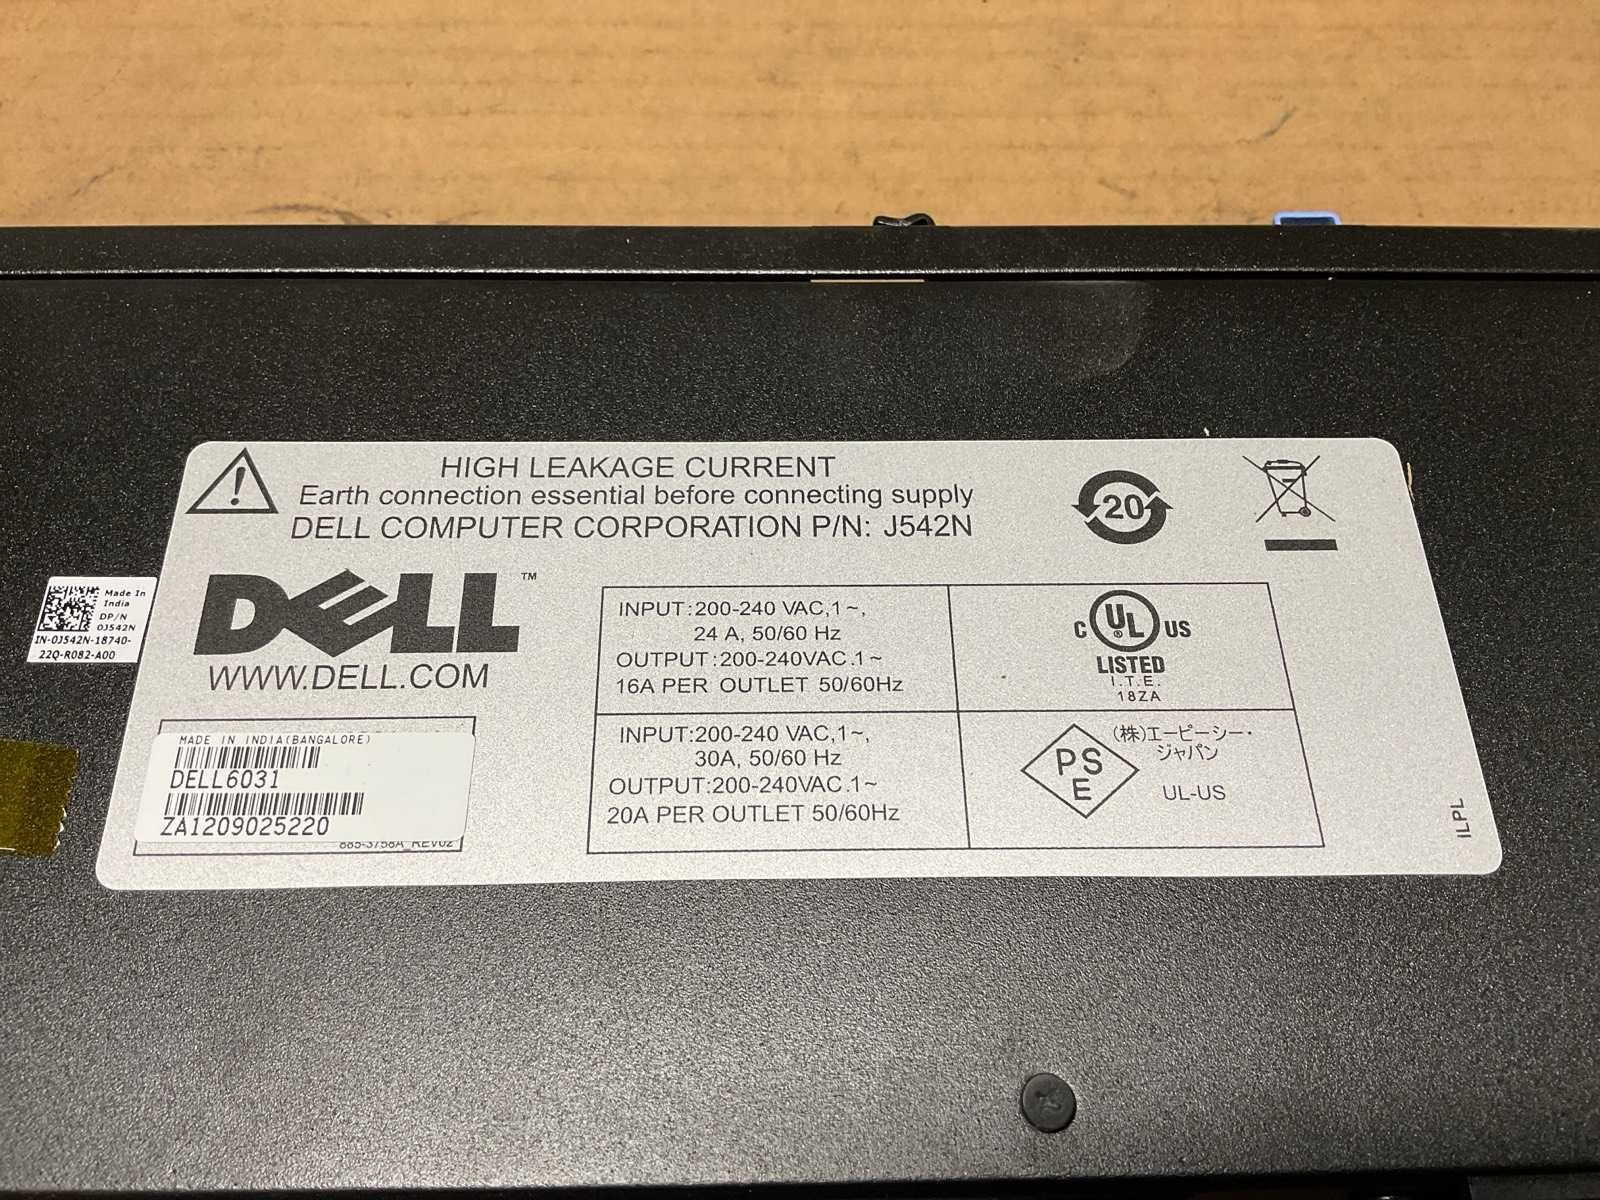 HIGH LEAKAGE CURRENT
Earth connection essential before connecting supply
DELL COMPUTER CORPORATION P/N: J542N
20
Made In
India
DP/N
0J542N
IN-0J542N-18740-
22Q-R082-A00
DELL™
WWW.DELL.COM
MADE IN INDIA(BANGALORE)
DELL6031
ZA1209025220
885-3758A_REV02
INPUT:200-240 VAC,1~,
24 A, 50/60 Hz
OUTPUT:200-240VAC.1~
16A PER OUTLET 50/60Hz
INPUT:200-240 VAC,1~,
30A, 50/60 Hz
OUTPUT:200-240VAC.1~
20A PER OUTLET 50/60Hz
C UL® US
LISTED
I.T.E.
18ZA
PS
E
(株)エーピーシー・
ジャパン
UL-US
ILPL